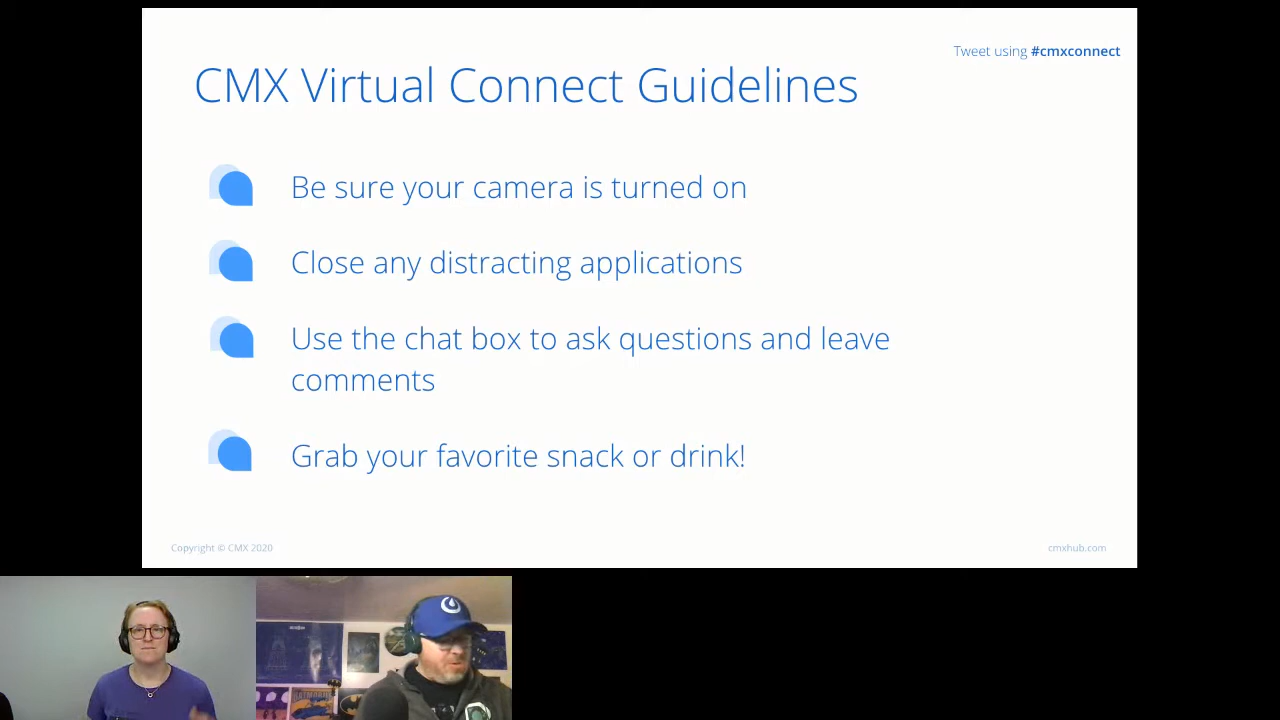 Tweet using #cmxconnect
CMX Virtual Connect Guidelines
Be sure your camera is turned on
Close any distracting applications
Use the chat box to ask questions and leave
comments
Grab your favorite snack or drink!
Copyright © CMX 2020
cmxhub.com